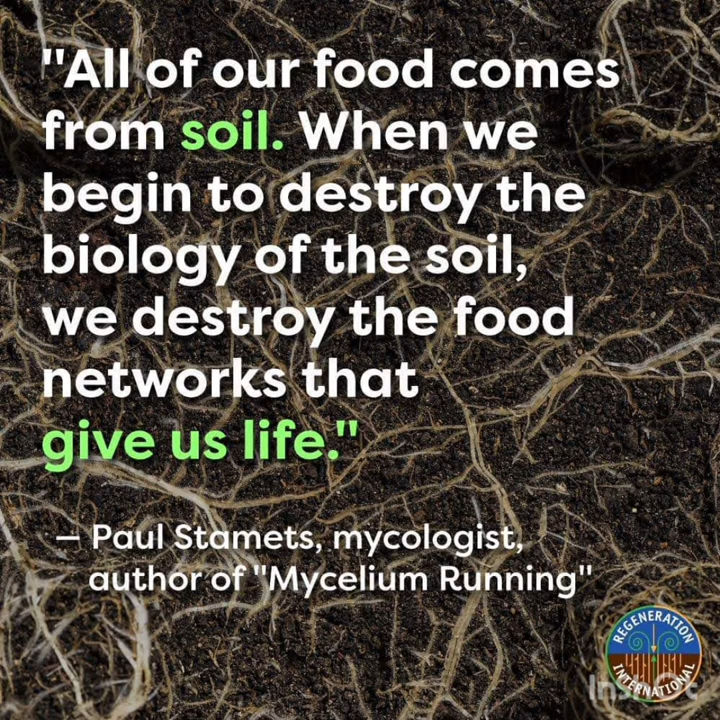 "All of our food comes
from soil. When we
begin to destroy the
biology of the soil,
we destroy the food
networks that
give us life."
— Paul Stamets, mycologist,
author of "Mycelium Running"
REGENERATION
INTERNATIONAL